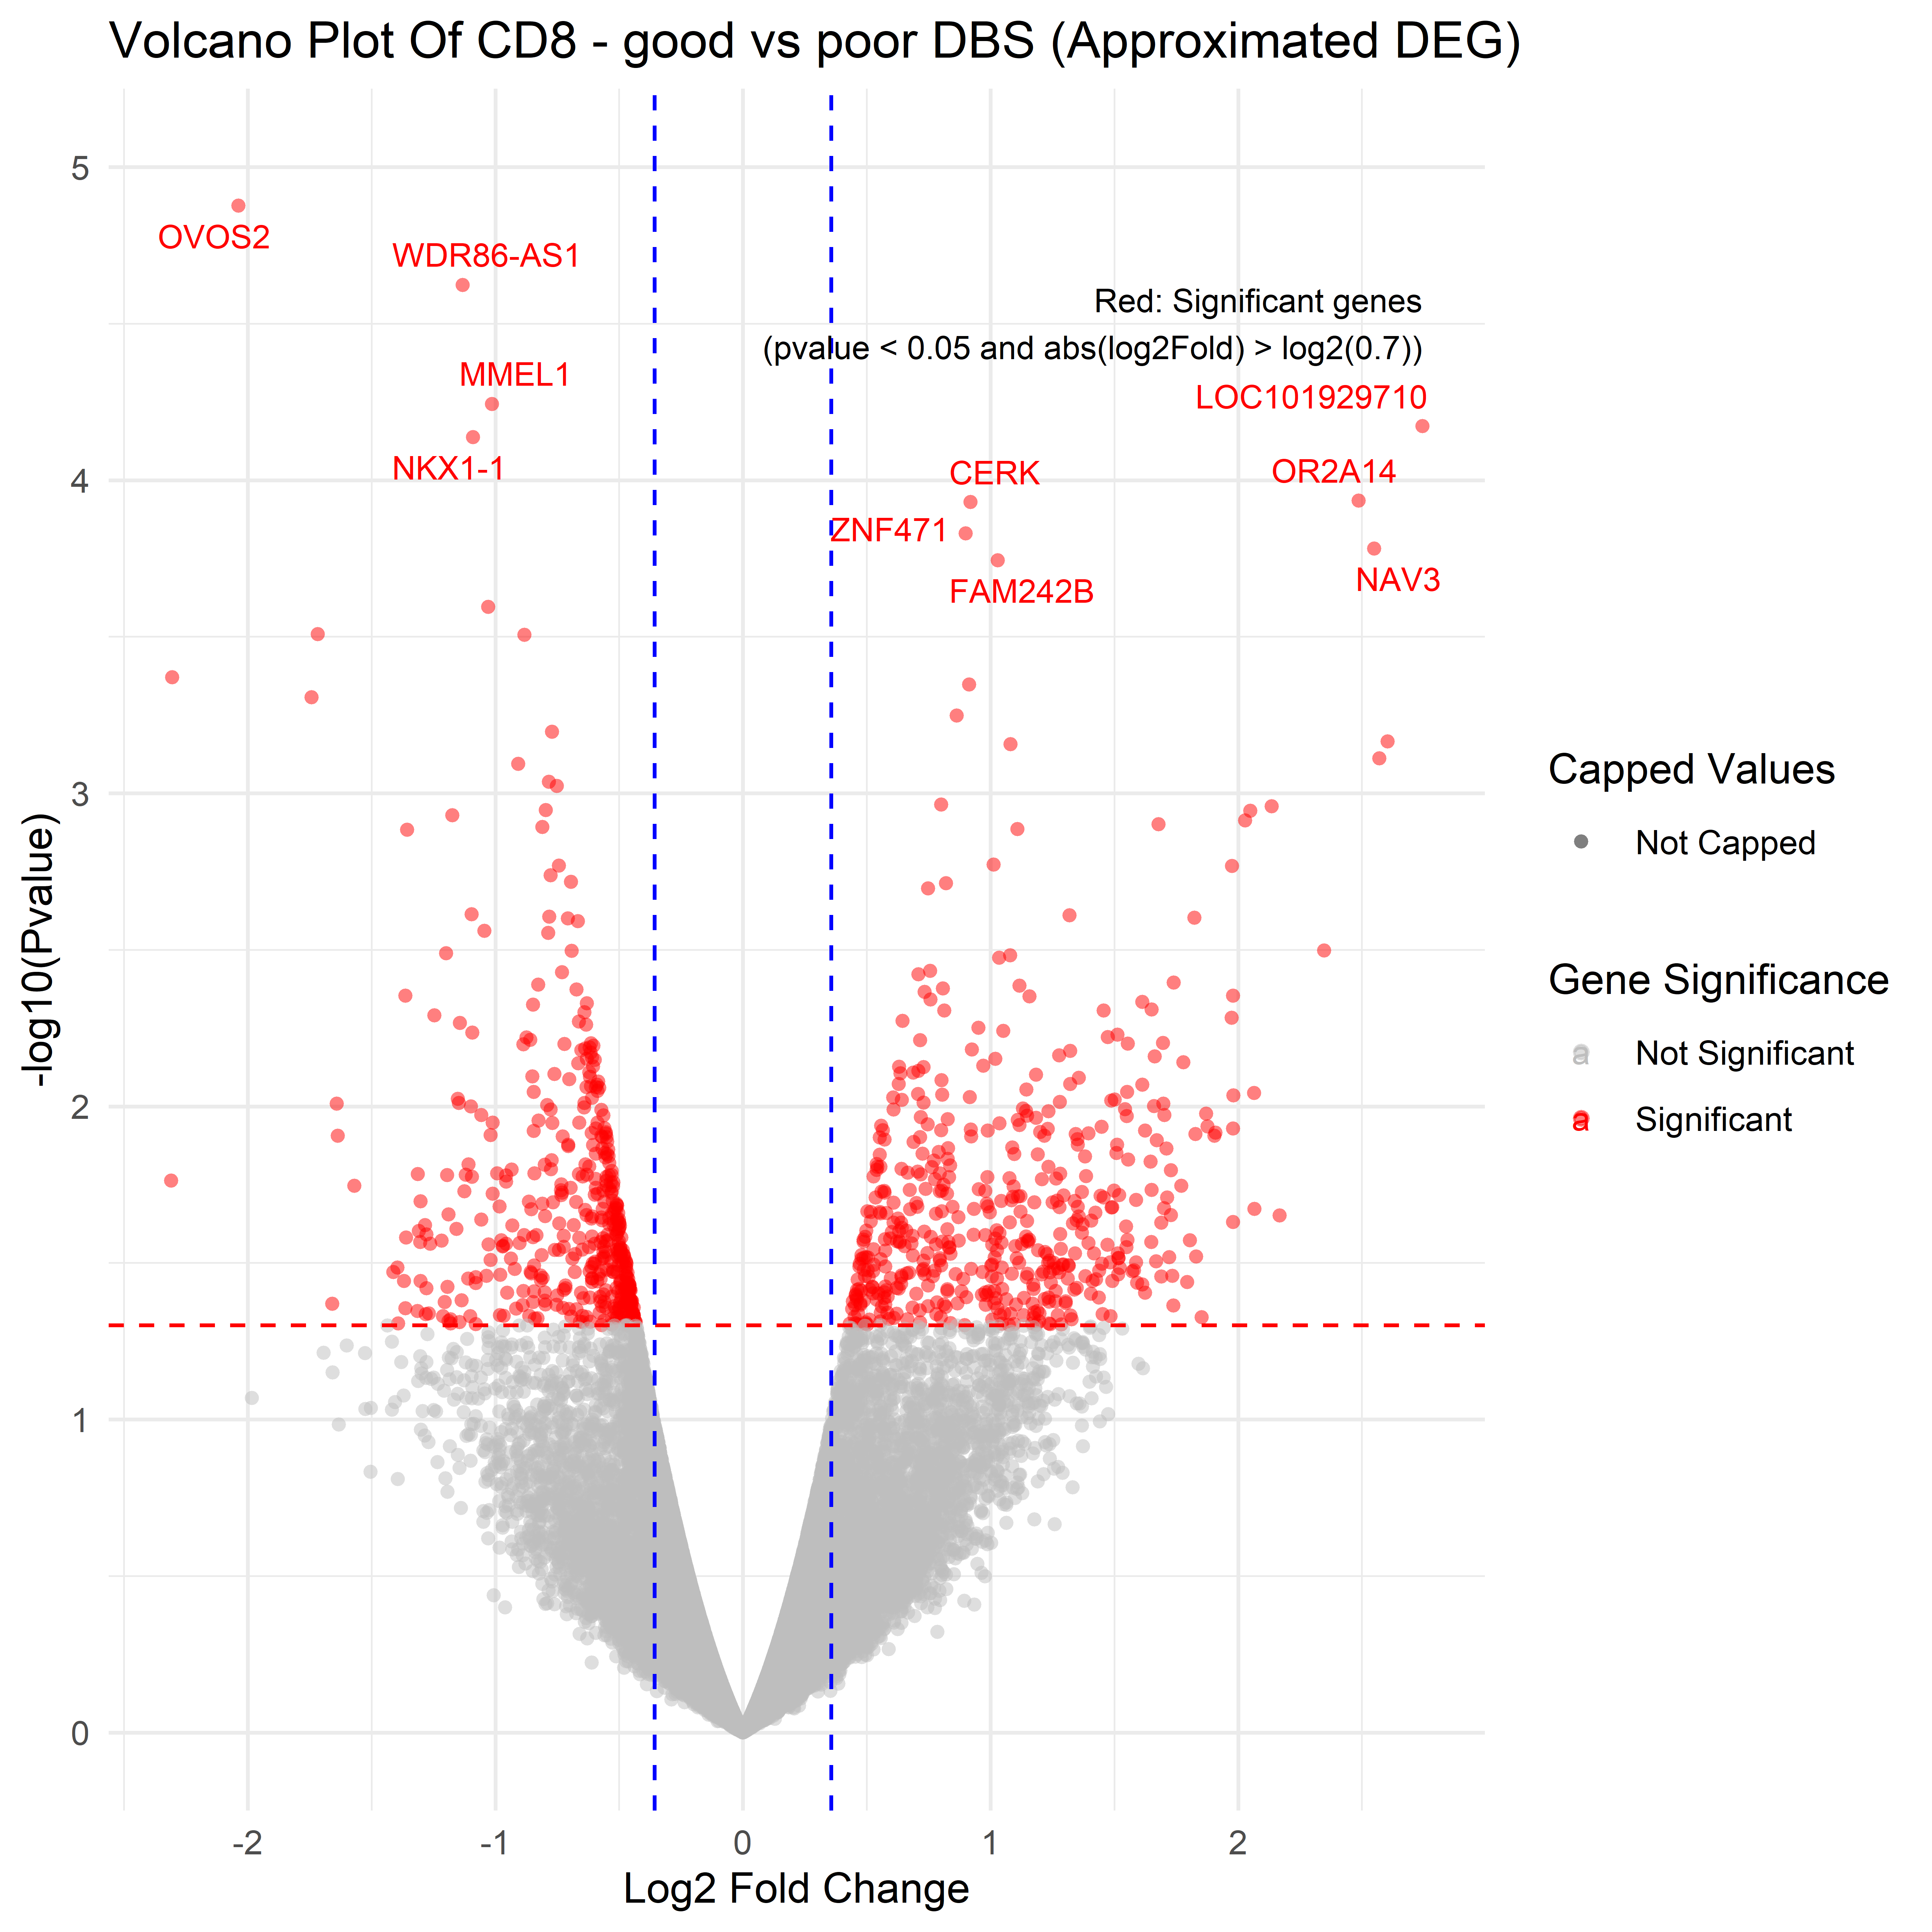 Volcano Plot Of CD8 - good vs poor DBS (Approximated DEG)
5
OVOS2
WDR86-AS1
Red: Significant genes
(pvalue < 0.05 and abs(log2Fold) > log2(0.7))
MMEL1
LOC101929710
NKX1-1
CERK
OR2A14
4
ZNF471
NAV3
FAM242B
3
2
1
0
-log10(Pvalue)
-2
-1
0
1
2
Log2 Fold Change
Capped Values
Not Capped
Gene Significance
a Not Significant
a Significant